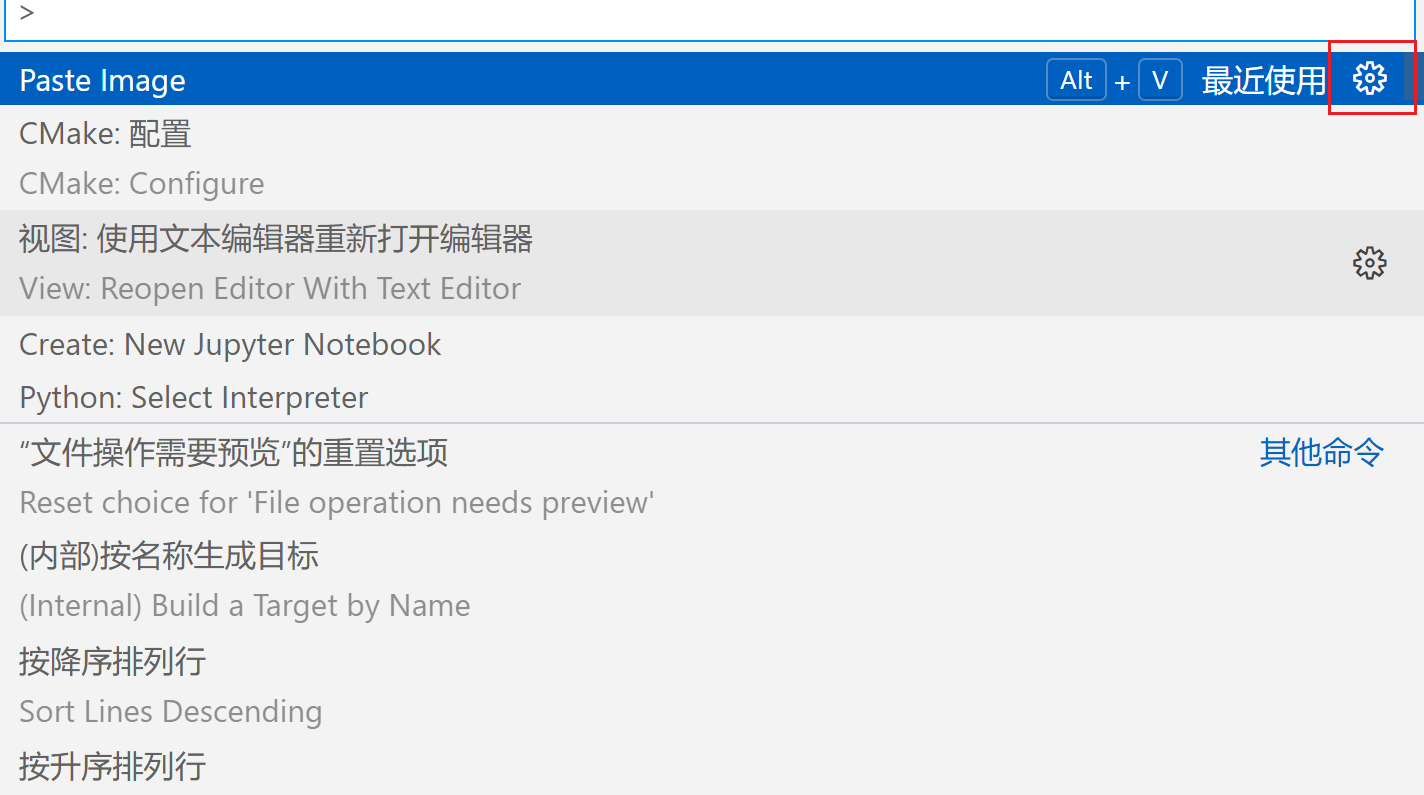 >
Paste Image Alt + V 最近使用
CMake: 配置
CMake: Configure
视图: 使用文本编辑器重新打开编辑器
View: Reopen Editor With Text Editor
Create: New Jupyter Notebook
Python: Select Interpreter
“文件操作需要预览”的重置选项 其他命令
Reset choice for 'File operation needs preview'
(内部)按名称生成目标
(Internal) Build a Target by Name
按降序排列行
Sort Lines Descending
按升序排列行